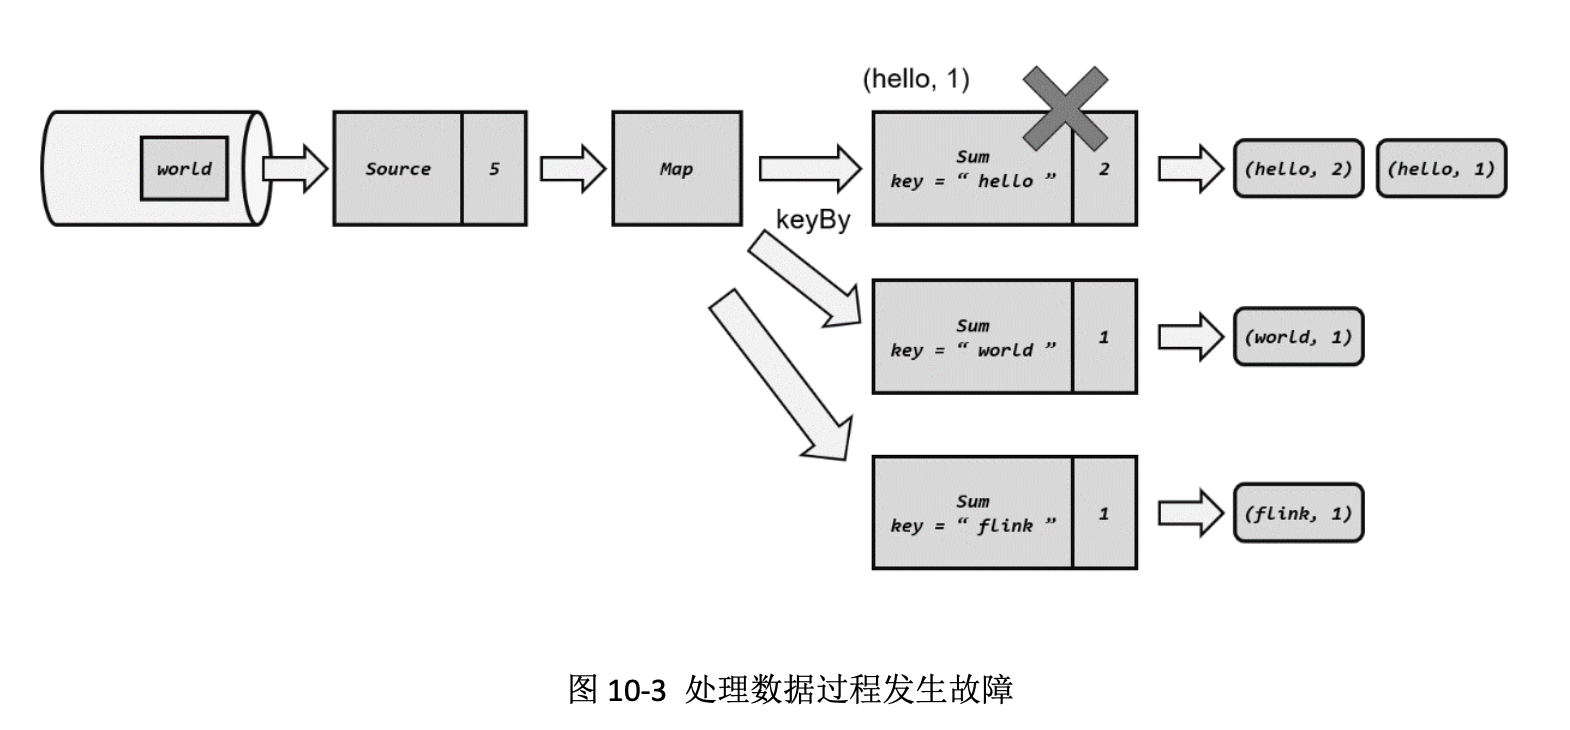 (hello, 1)
world
Source
5
Map
keyBy
Sum
key = “ hello ”
2
(hello, 2)
(hello, 1)
Sum
key = “ world ”
1
(world, 1)
Sum
key = “ flink ”
1
(flink, 1)
图 10-3 处理数据过程发生故障